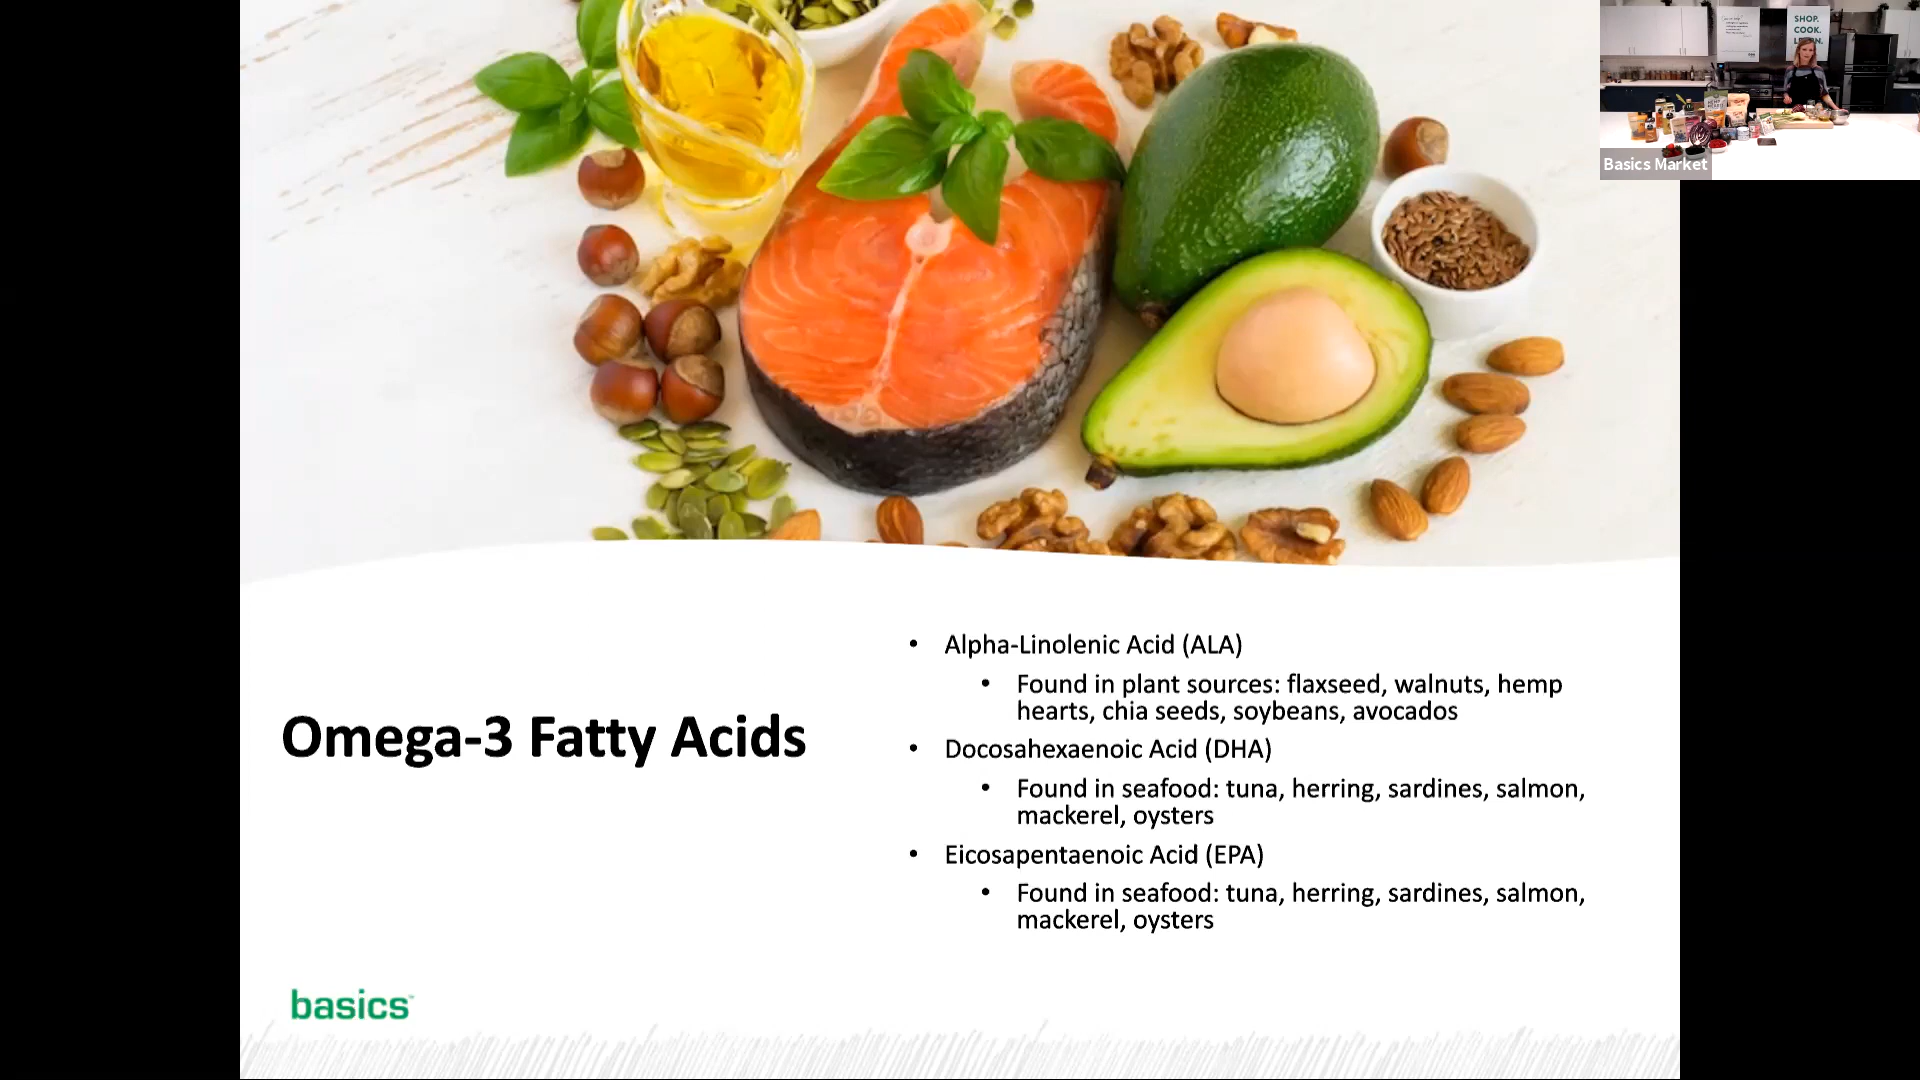 SHOP.
COOK.
LEARN.
Basics Market
Omega-3 Fatty Acids
• Alpha-Linolenic Acid (ALA)
• Found in plant sources: flaxseed, walnuts, hemp
hearts, chia seeds, soybeans, avocados
• Docosahexaenoic Acid (DHA)
• Found in seafood: tuna, herring, sardines, salmon,
mackerel, oysters
• Eicosapentaenoic Acid (EPA)
• Found in seafood: tuna, herring, sardines, salmon,
mackerel, oysters
basics